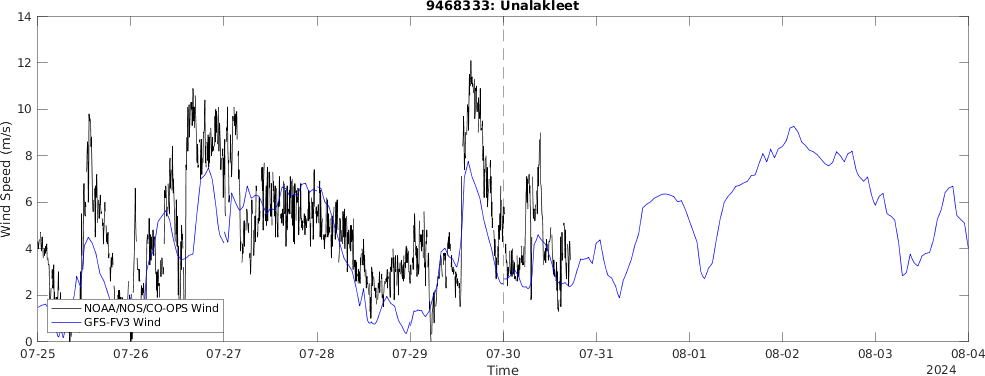 9468333: Unalakleet
14
12
10
8
6
4
2
0
Wind Speed (m/s)
NOAA/NOS/CO-OPS Wind
GFS-FV3 Wind
07-25 07-26 07-27 07-28 07-29 07-30 07-31 08-01 08-02 08-03 08-04
Time
2024